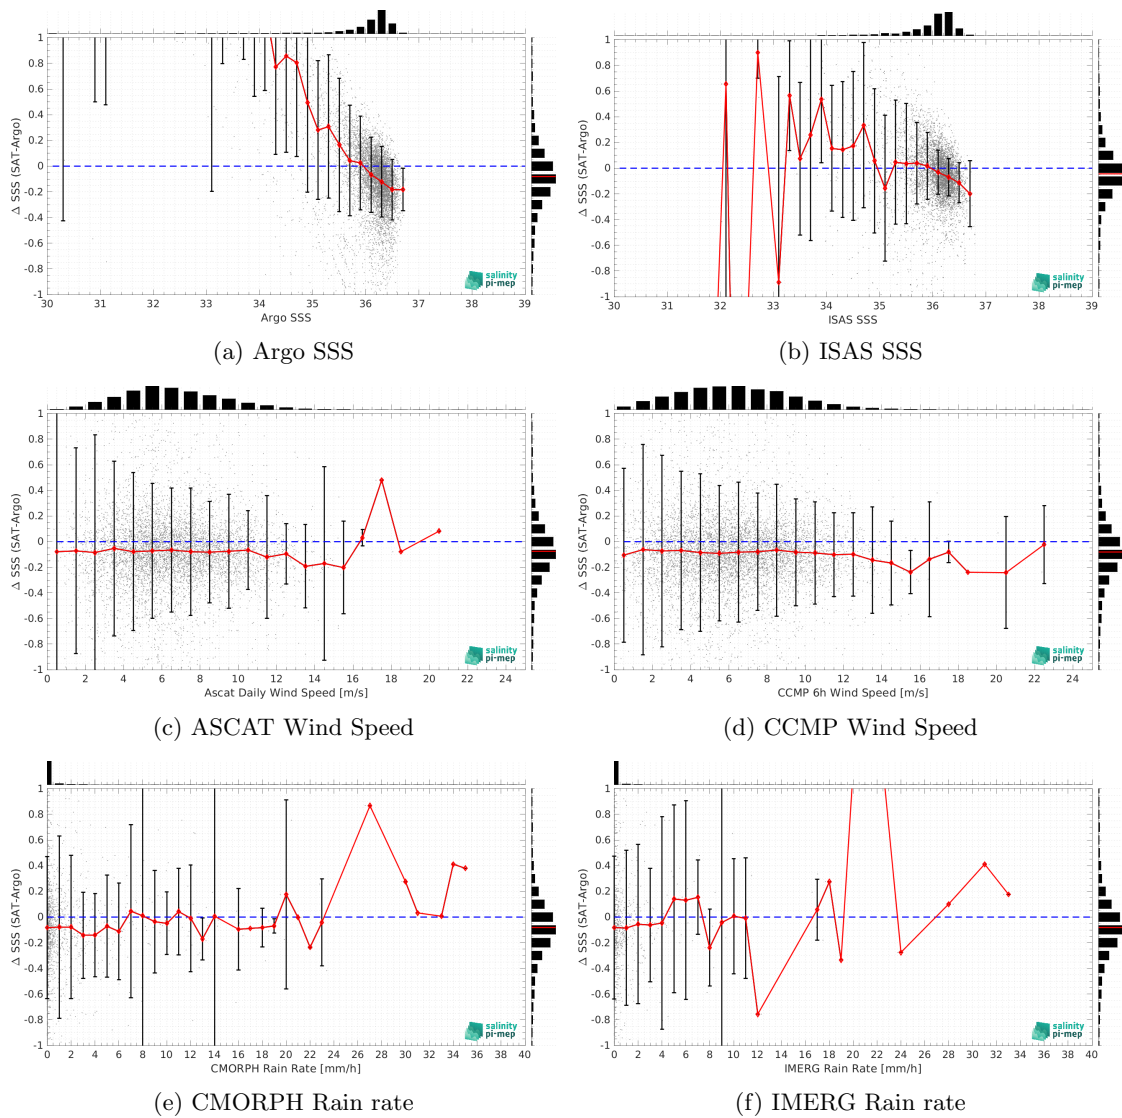 1
0.8
0.6
0.4
0.2
0
-0.2
-0.4
-0.6
-0.8
-1
Δ SSS (SAT-Argo)
30 31 32 33 34 35 36 37 38 39
Argo SSS
salinity
pi-mep
(a) Argo SSS
1
0.8
0.6
0.4
0.2
0
-0.2
-0.4
-0.6
-0.8
-1
Δ SSS (SAT-Argo)
30 31 32 33 34 35 36 37 38 39
ISAS SSS
salinity
pi-mep
(b) ISAS SSS
1
0.8
0.6
0.4
0.2
0
-0.2
-0.4
-0.6
-0.8
-1
Δ SSS (SAT-Argo)
0 2 4 6 8 10 12 14 16 18 20 22 24
Ascat Daily Wind Speed [m/s]
salinity
pi-mep
(c) ASCAT Wind Speed
1
0.8
0.6
0.4
0.2
0
-0.2
-0.4
-0.6
-0.8
-1
Δ SSS (SAT-Argo)
0 2 4 6 8 10 12 14 16 18 20 22 24
CCMP 6h Wind Speed [m/s]
salinity
pi-mep
(d) CCMP Wind Speed
1
0.8
0.6
0.4
0.2
0
-0.2
-0.4
-0.6
-0.8
-1
Δ SSS (SAT-Argo)
0 2 4 6 8 10 12 14 16 18 20 22 24 26 28 30 32 34 36 38 40
CMORPH Rain Rate [mm/h]
salinity
pi-mep
(e) CMORPH Rain rate
1
0.8
0.6
0.4
0.2
0
-0.2
-0.4
-0.6
-0.8
-1
Δ SSS (SAT-Argo)
0 2 4 6 8 10 12 14 16 18 20 22 24 26 28 30 32 34 36 38 40
IMERG Rain Rate [mm/h]
salinity
pi-mep
(f) IMERG Rain rate